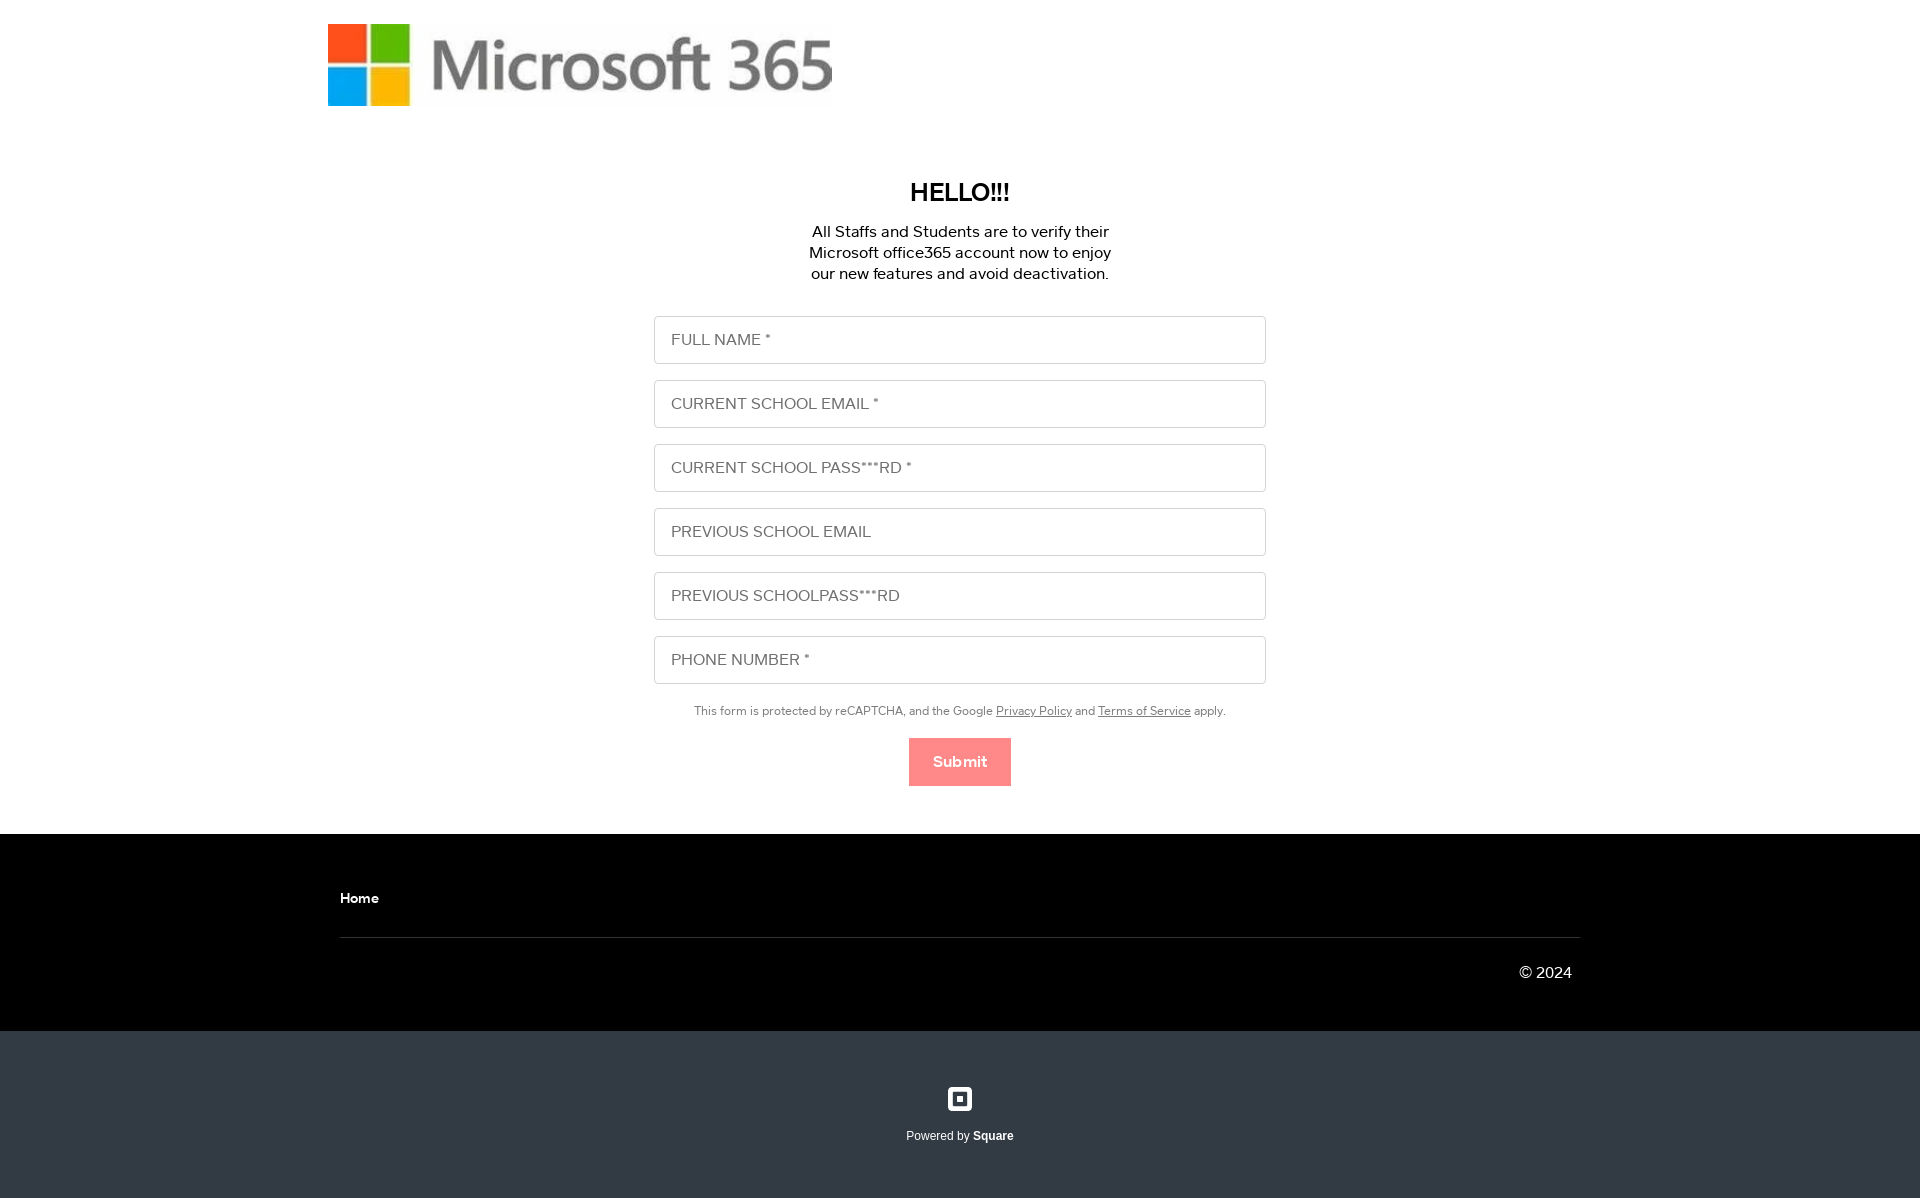 Microsoft 365
HELLO!!!
All Staffs and Students are to verify their
Microsoft office365 account now to enjoy
our new features and avoid deactivation.
FULL NAME *
CURRENT SCHOOL EMAIL *
CURRENT SCHOOL PASS***RD *
PREVIOUS SCHOOL EMAIL
PREVIOUS SCHOOLPASS***RD
PHONE NUMBER *
This form is protected by reCAPTCHA, and the Google Privacy Policy and Terms of Service apply.
Submit
Home
© 2024
Powered by Square